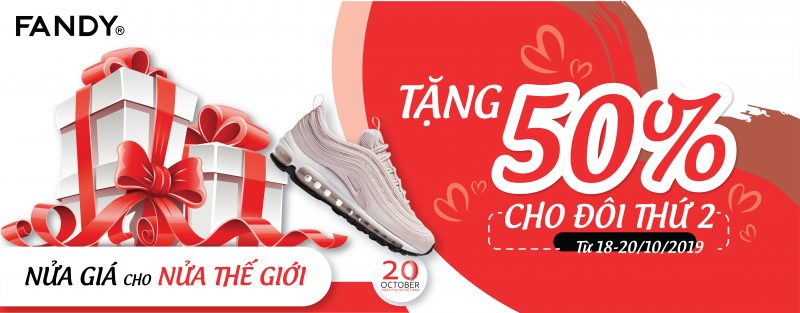 FANDY®
TẶNG
50%
CHO ĐÔI THỨ 2
Từ 18-20/10/2019
NỬA GIÁ CHO NỬA THẾ GIỚI
20
OCTOBER